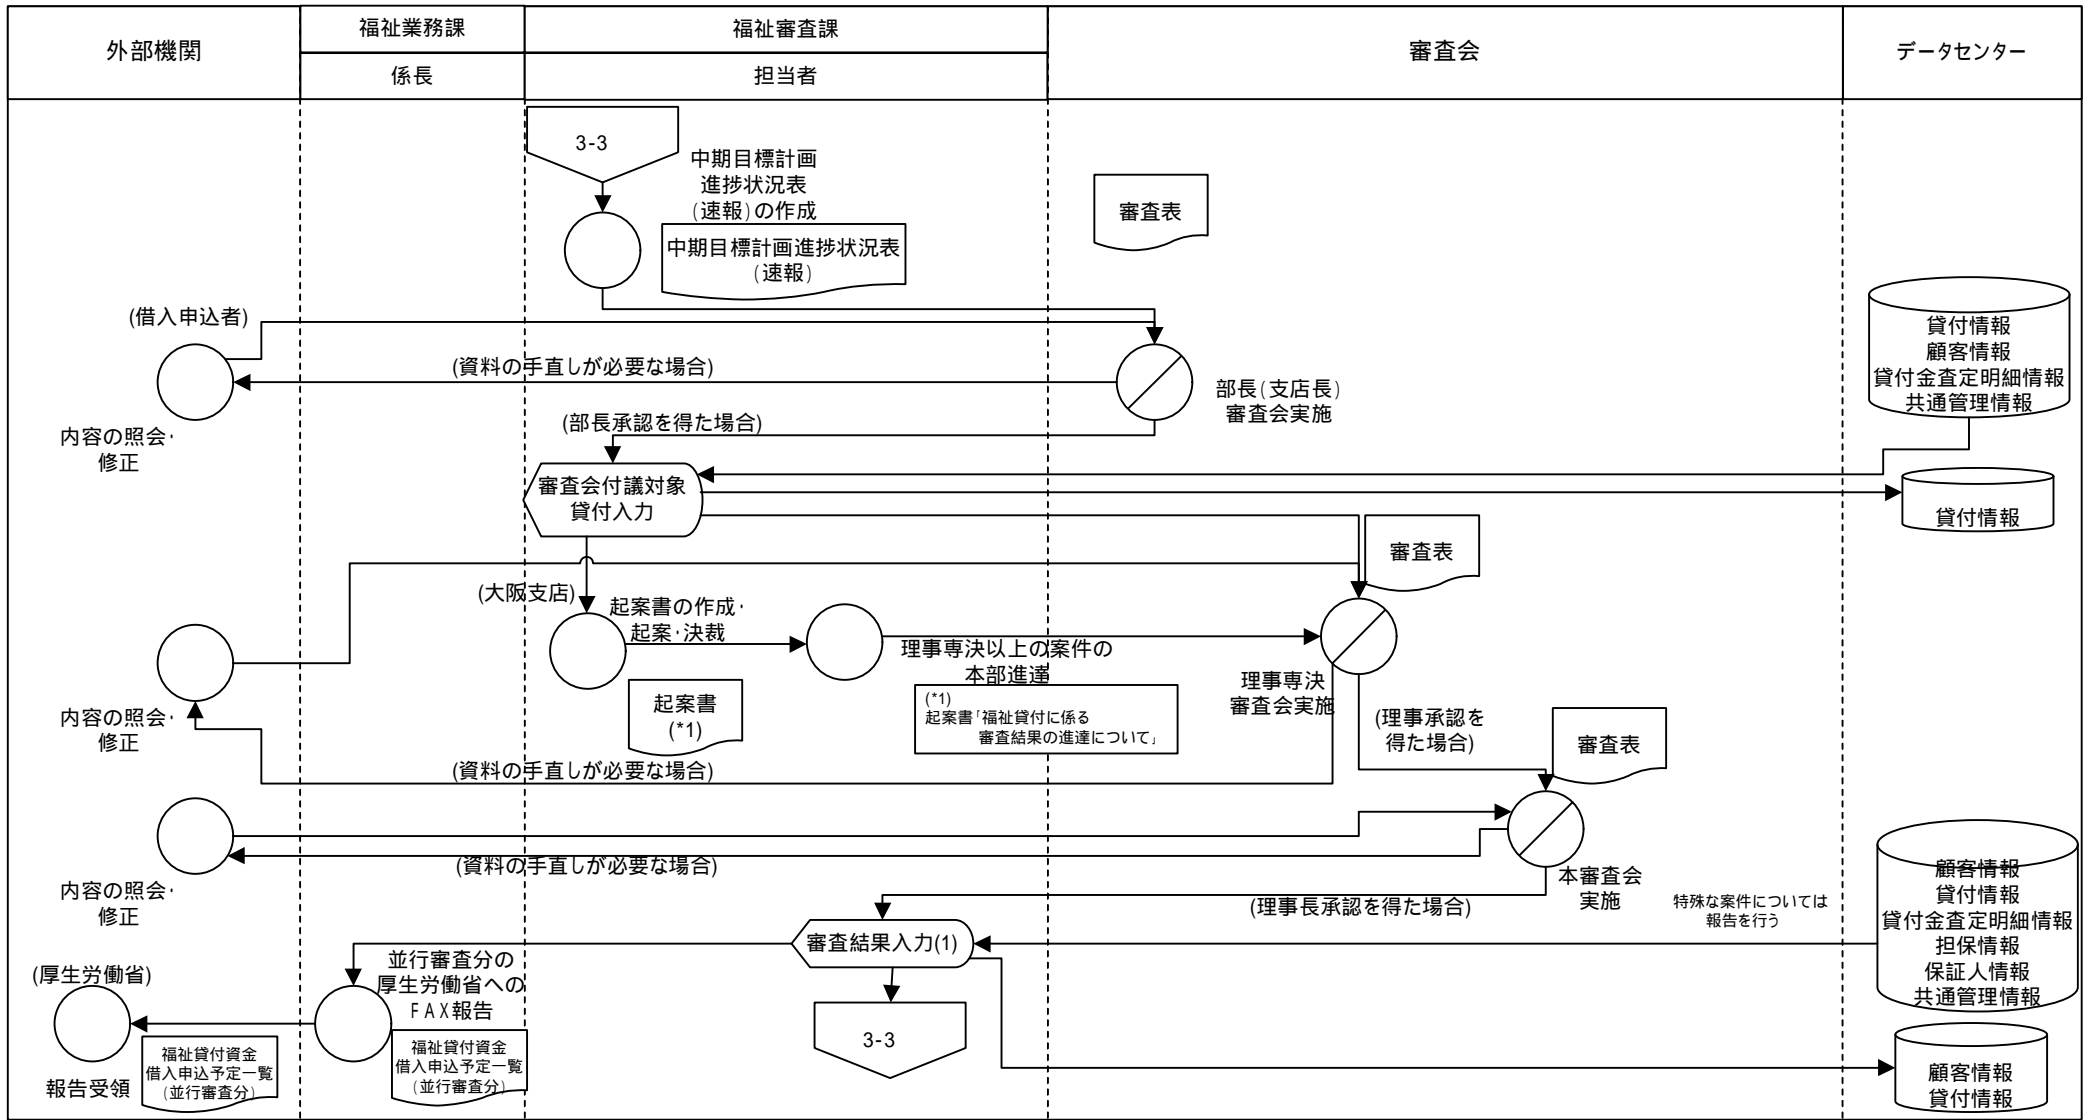 外部機関
福祉業務課
係長
福祉審査課
担当者
審査会
データセンター
3-3
中期目標計画
進捗状況表
(速報)の作成
中期目標計画進捗状況表
(速報)
審査表
(借入申込者)
(資料の手直しが必要な場合)
内容の照会・
修正
部長(支店長)
審査会実施
貸付情報
顧客情報
貸付金査定明細情報
共通管理情報
(部長承認を得た場合)
審査会付議対象
貸付入力
貸付情報
審査表
(大阪支店)
起案書の作成・
起案・決裁
理事専決以上の案件の
本部進達
起案書
(*1)
(*1)
起案書「福祉貸付に係る
審査結果の進達について」
理事専決
審査会実施
内容の照会・
修正
(資料の手直しが必要な場合)
(理事承認を
得た場合)
審査表
内容の照会・
修正
(資料の手直しが必要な場合)
本審査会
実施
(理事長承認を得た場合)
特殊な案件については
報告を行う
顧客情報
貸付情報
貸付金査定明細情報
担保情報
保証人情報
共通管理情報
審査結果入力(1)
並行審査分の
厚生労働省への
FAX報告
(厚生労働省)
報告受領
福祉貸付資金
借入申込予定一覧
(並行審査分)
福祉貸付資金
借入申込予定一覧
(並行審査分)
3-3
顧客情報
貸付情報